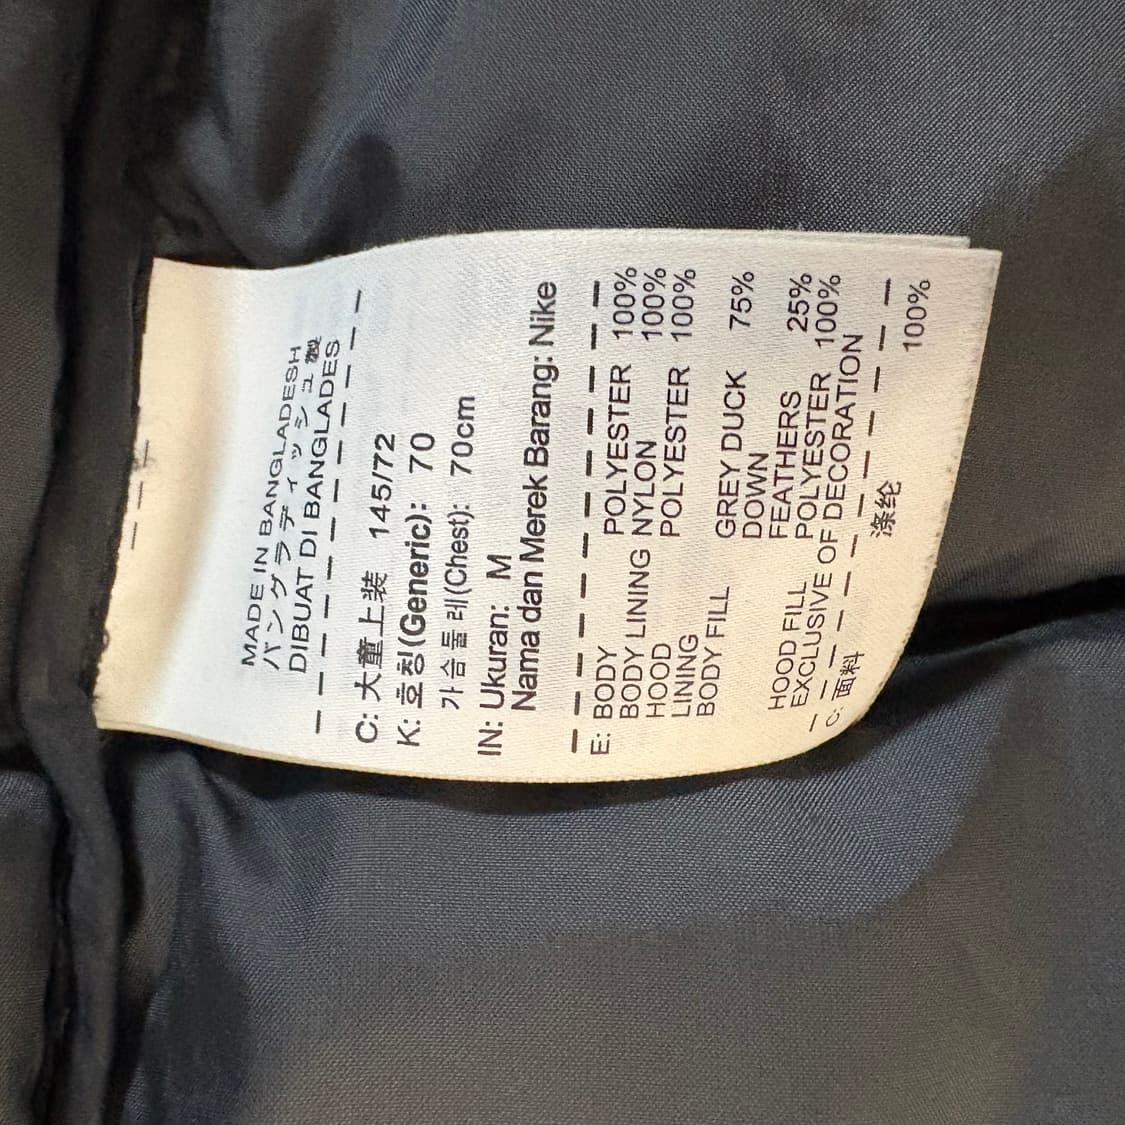 MADE IN BANGLADESH
バングラディッシュ製
DIBUAT DI BANGLADES
C: 大童上装 145/72
K: 호칭(Generic): 70
가슴둘레(Chest): 70cm
IN: Ukuran: M
Nama dan Merek Barang: Nike
E: BODY POLYESTER 100%
BODY LINING NYLON 100%
HOOD POLYESTER 100%
LINING
BODY FILL GREY DUCK 75%
DOWN
FEATHERS 25%
HOOD FILL POLYESTER 100%
EXCLUSIVE OF DECORATION
C: 面料 涤纶 100%